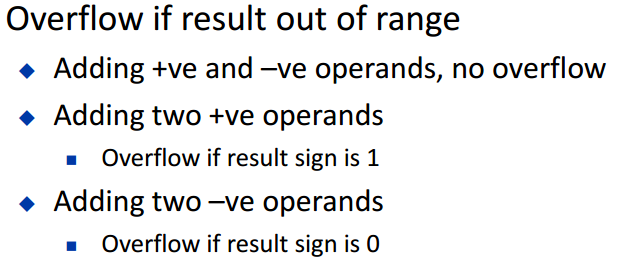 Overflow if result out of range
Adding +ve and –ve operands, no overflow
Adding two +ve operands
Overflow if result sign is 1
Adding two –ve operands
Overflow if result sign is 0